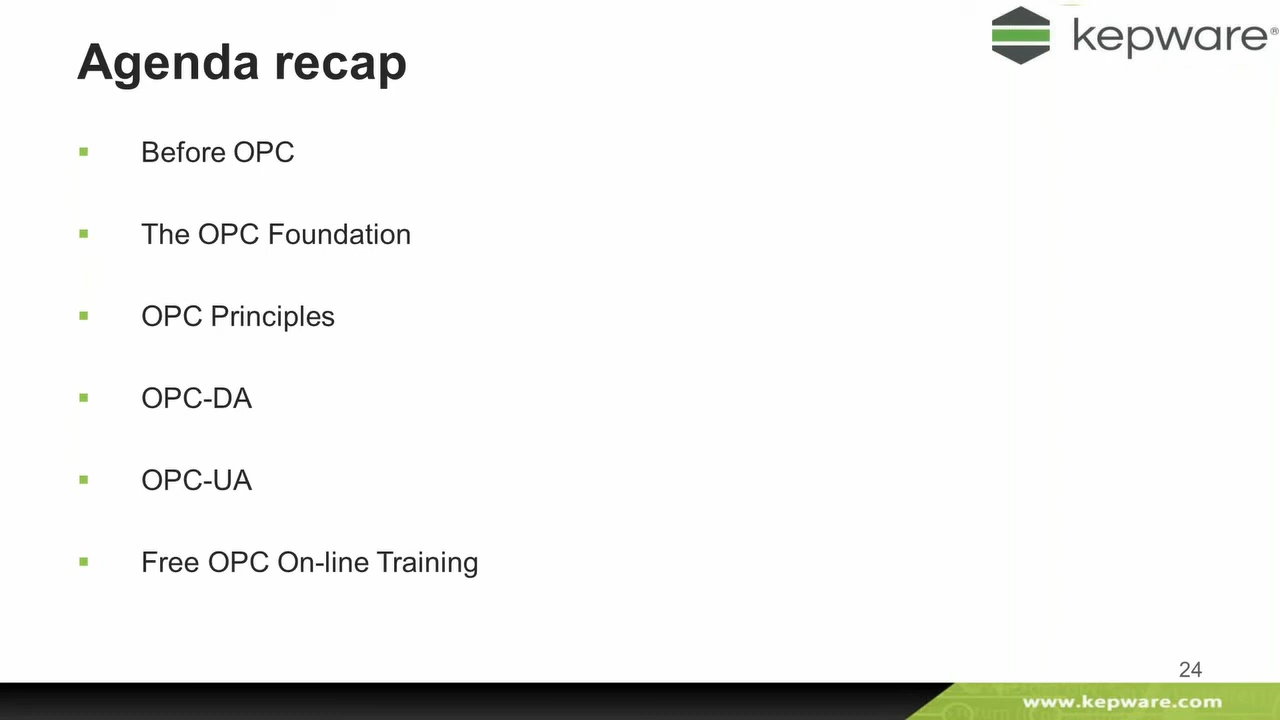 Agenda recap
kepware®
Before OPC
The OPC Foundation
OPC Principles
OPC-DA
OPC-UA
Free OPC On-line Training
24
www.kepware.com